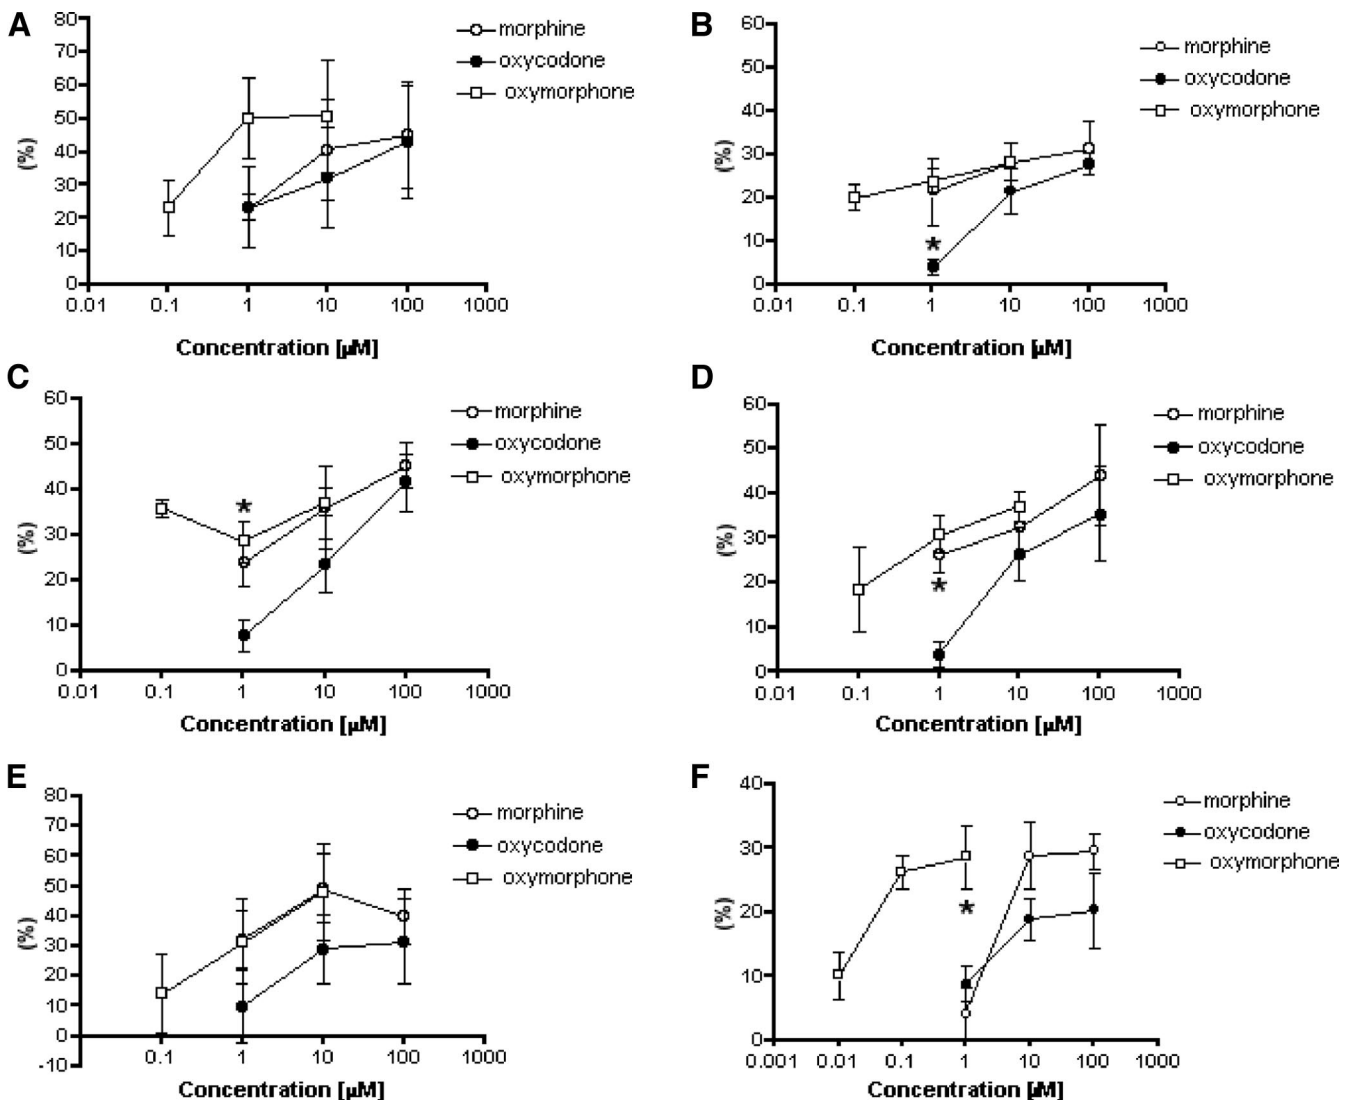 A
80
70
60
50
40
30
20
10
0
(%)
0.01 0.1 1 10 100 1000
Concentration [µM]
morphine
oxycodone
oxymorphone
B
60
50
40
30
20
10
0
(%)
*
0.01 0.1 1 10 100 1000
Concentration [µM]
morphine
oxycodone
oxymorphone
C
60
50
40
30
20
10
0
(%)
*
0.01 0.1 1 10 100 1000
Concentration [µM]
morphine
oxycodone
oxymorphone
D
60
50
40
30
20
10
0
(%)
*
0.01 0.1 1 10 100 1000
Concentration [µM]
morphine
oxycodone
oxymorphone
E
80
70
60
50
40
30
20
10
0
-10
(%)
0.1 1 10 100 1000
Concentration [µM]
morphine
oxycodone
oxymorphone
F
40
30
20
10
0
(%)
*
0.001 0.01 0.1 1 10 100 1000
Concentration [µM]
morphine
oxycodone
oxymorphone